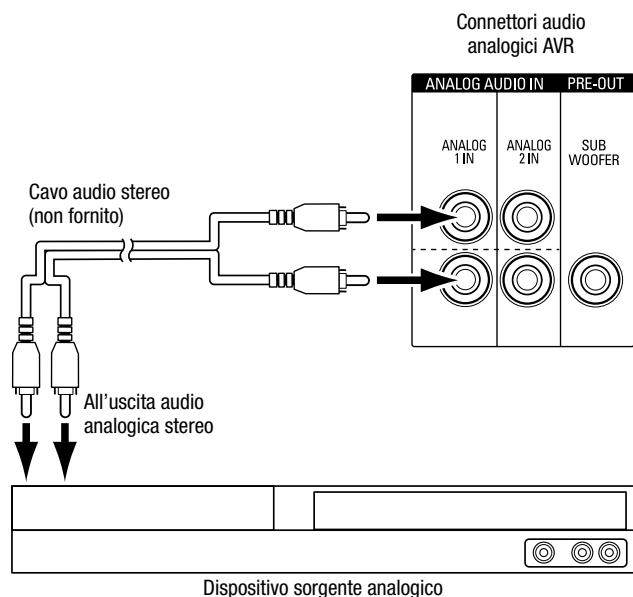 Connettori audio
analogici AVR
ANALOG AUDIO IN PRE-OUT
ANALOG 1 IN
ANALOG 2 IN
SUB WOOFER
Cavo audio stereo
(non fornito)
All'uscita audio
analogica stereo
Dispositivo sorgente analogico